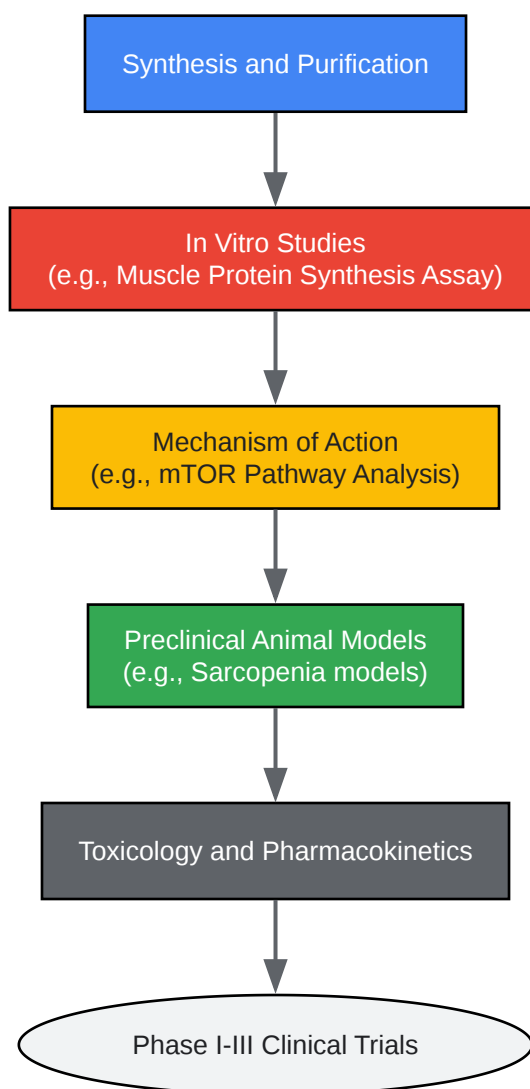 Synthesis and Purification
In Vitro Studies
(e.g., Muscle Protein Synthesis Assay)
Mechanism of Action
(e.g., mTOR Pathway Analysis)
Preclinical Animal Models
(e.g., Sarcopenia models)
Toxicology and Pharmacokinetics
Phase I-III Clinical Trials